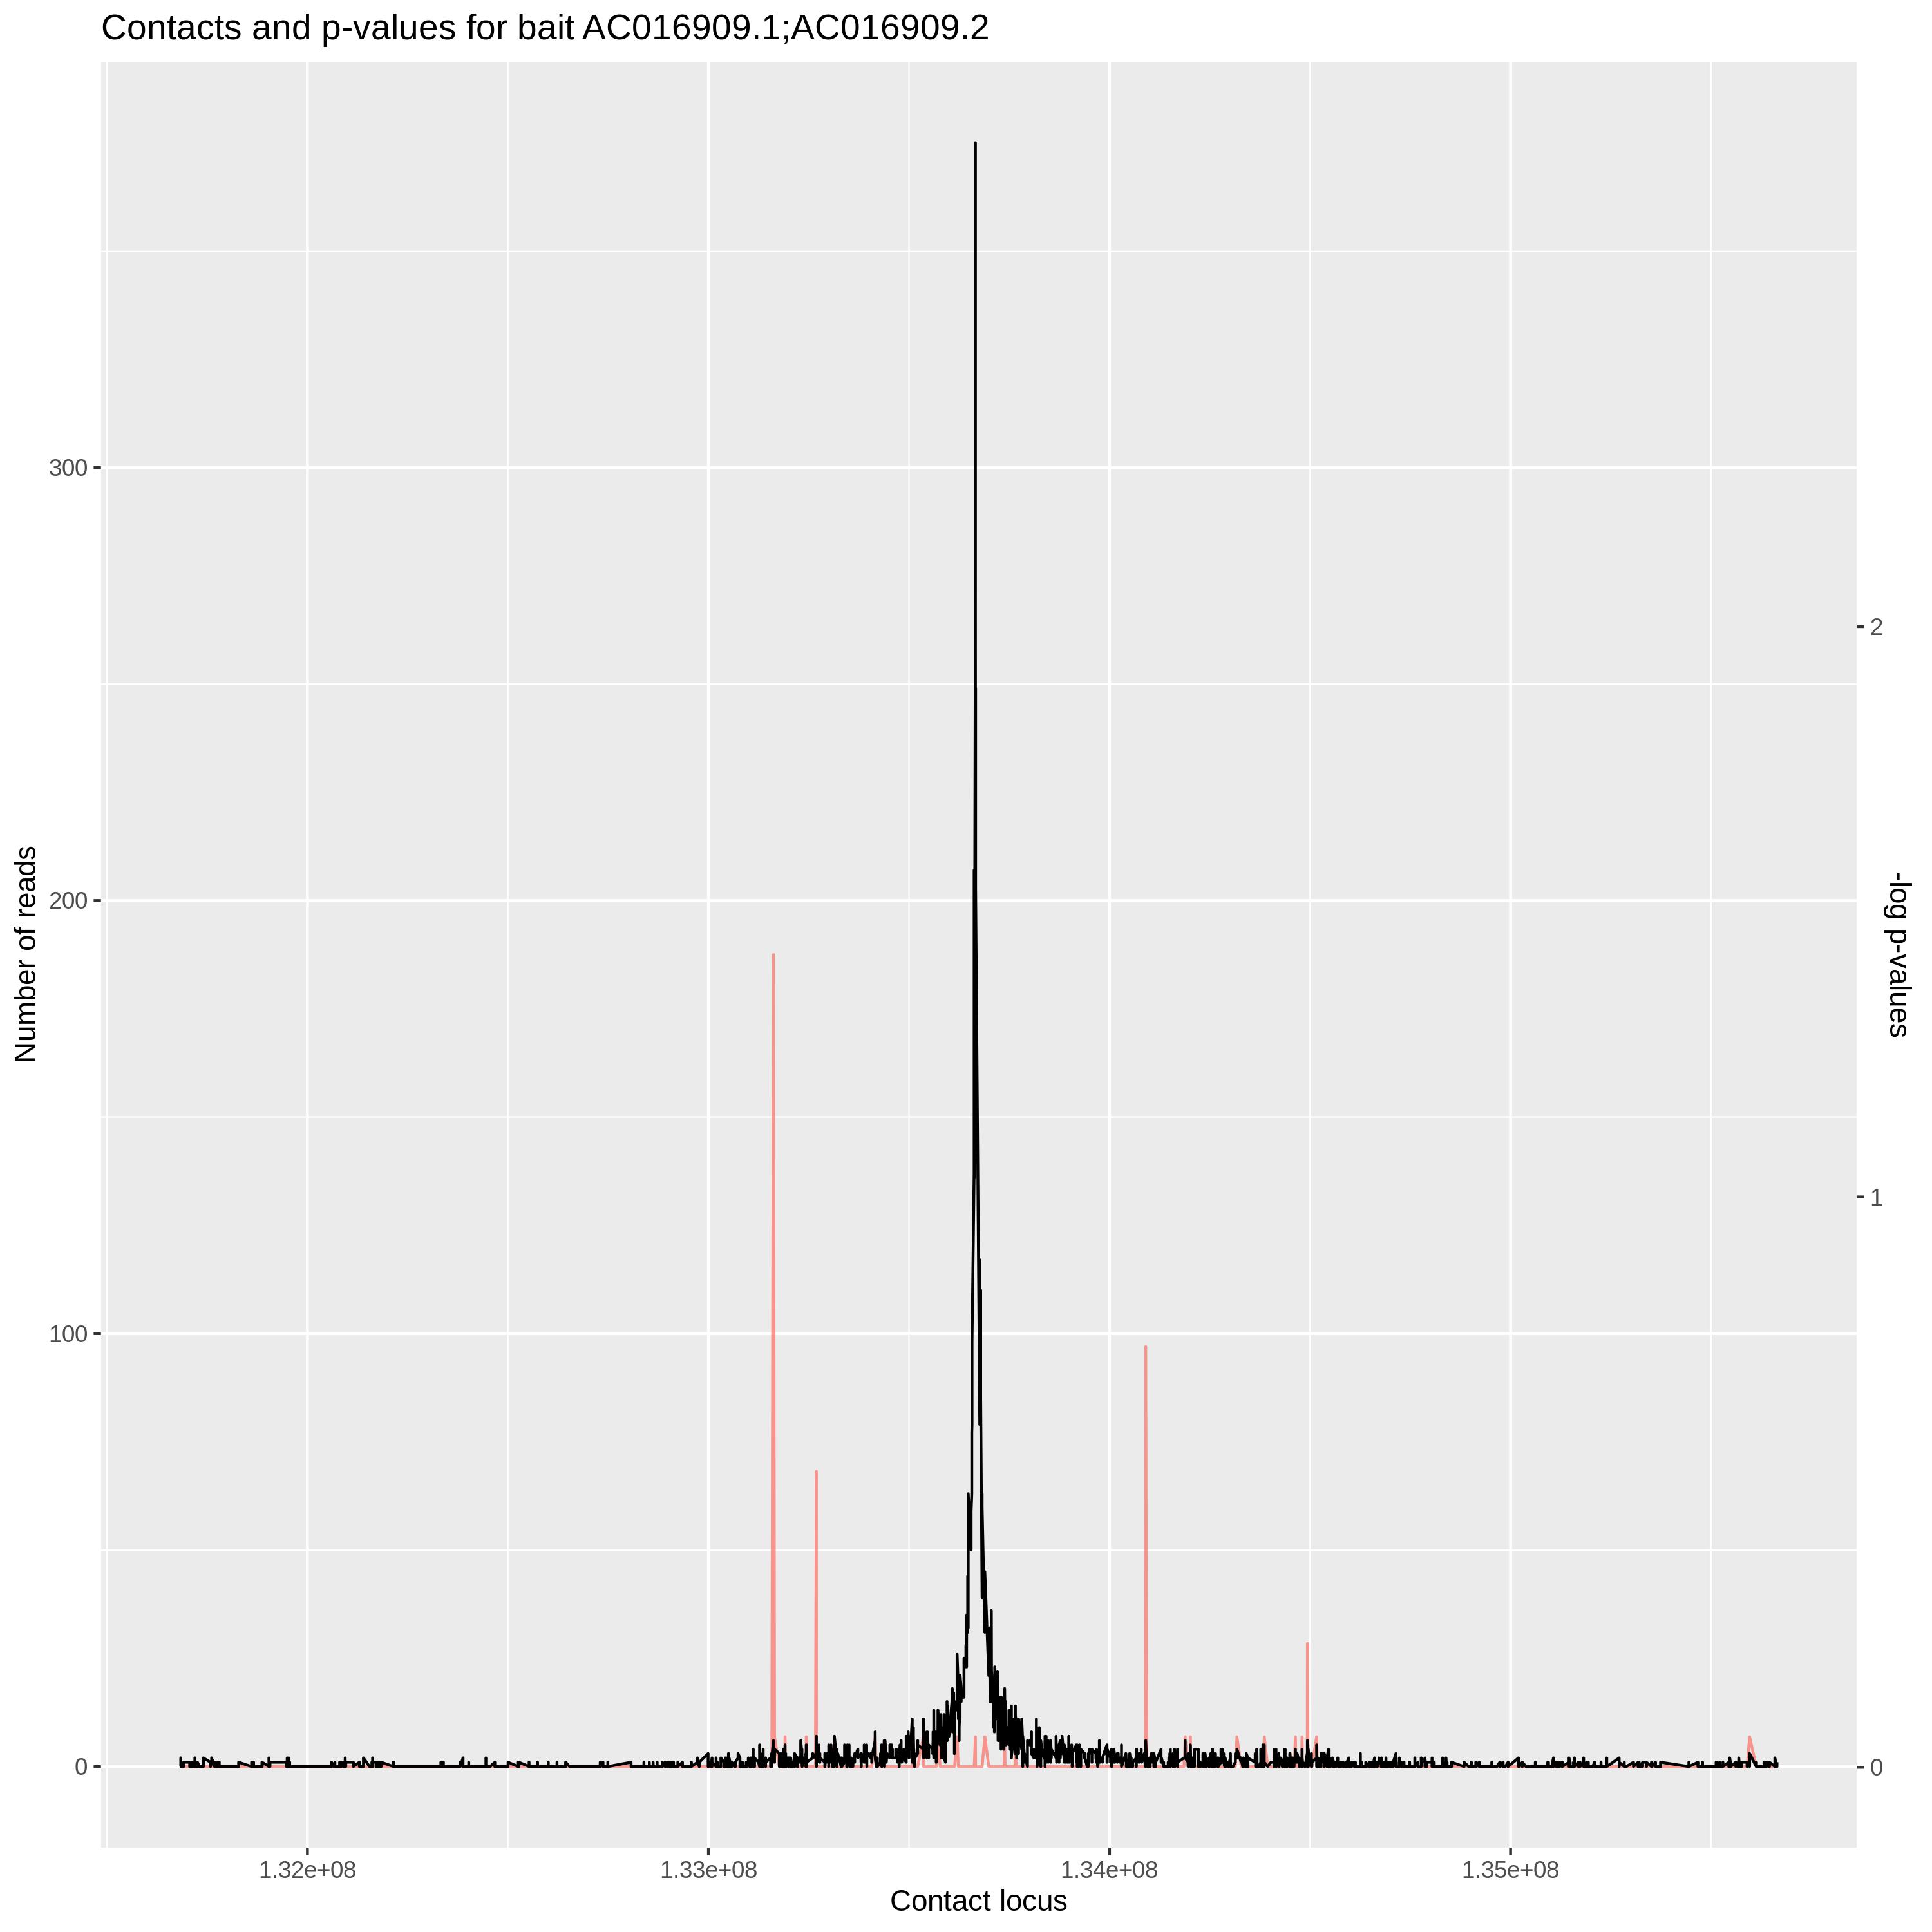 Contacts and p-values for bait AC016909.1;AC016909.2
300
200
100
0
Number of reads
2
1
0
-log p-values
1.32e+08 1.33e+08 1.34e+08 1.35e+08
Contact locus